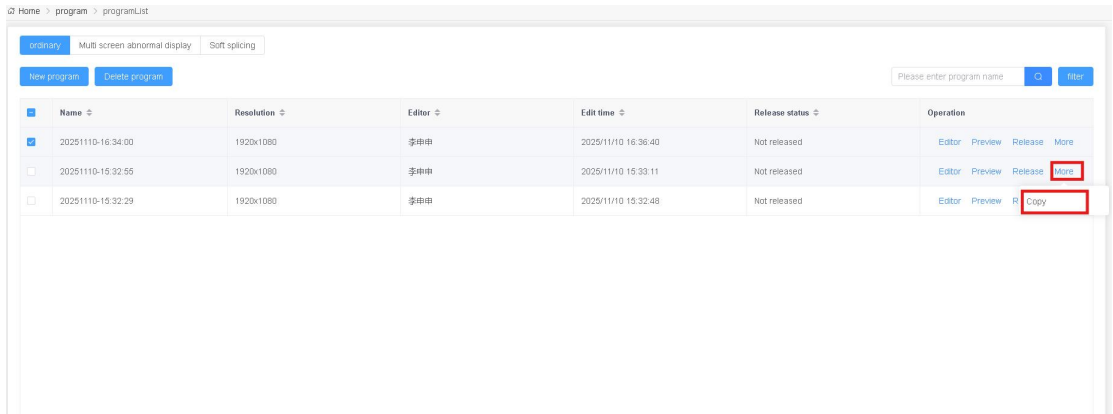 Home > program > programList
ordinary Multi screen abnormal display Soft splicing
New program Delete program Please enter program name filter
Name Resolution Editor Edit time Release status Operation
20251110-16:34:00 1920x1080 李申申 2025/11/10 16:36:40 Not released Editor Preview Release More
20251110-15:32:55 1920x1080 李申申 2025/11/10 15:33:11 Not released Editor Preview Release More
20251110-15:32:29 1920x1080 李申申 2025/11/10 15:32:48 Not released Editor Preview R Copy